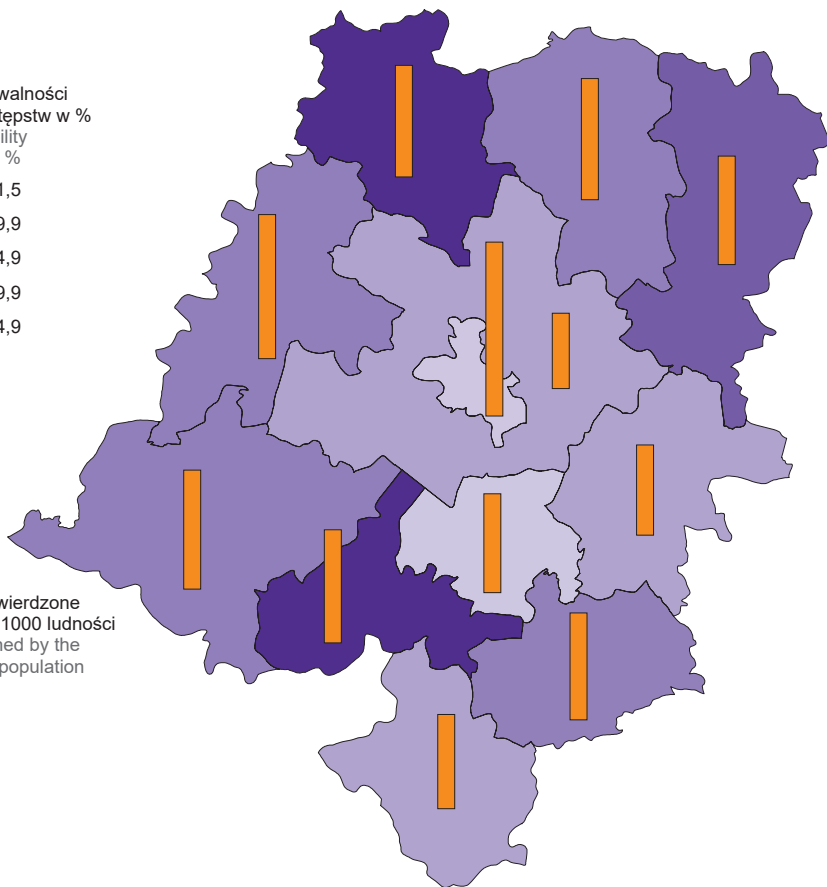 walności
tępstw w %
ility
%
1,5
9,9
4,9
9,9
4,9
wierdzone
1000 ludności
ned by the
population